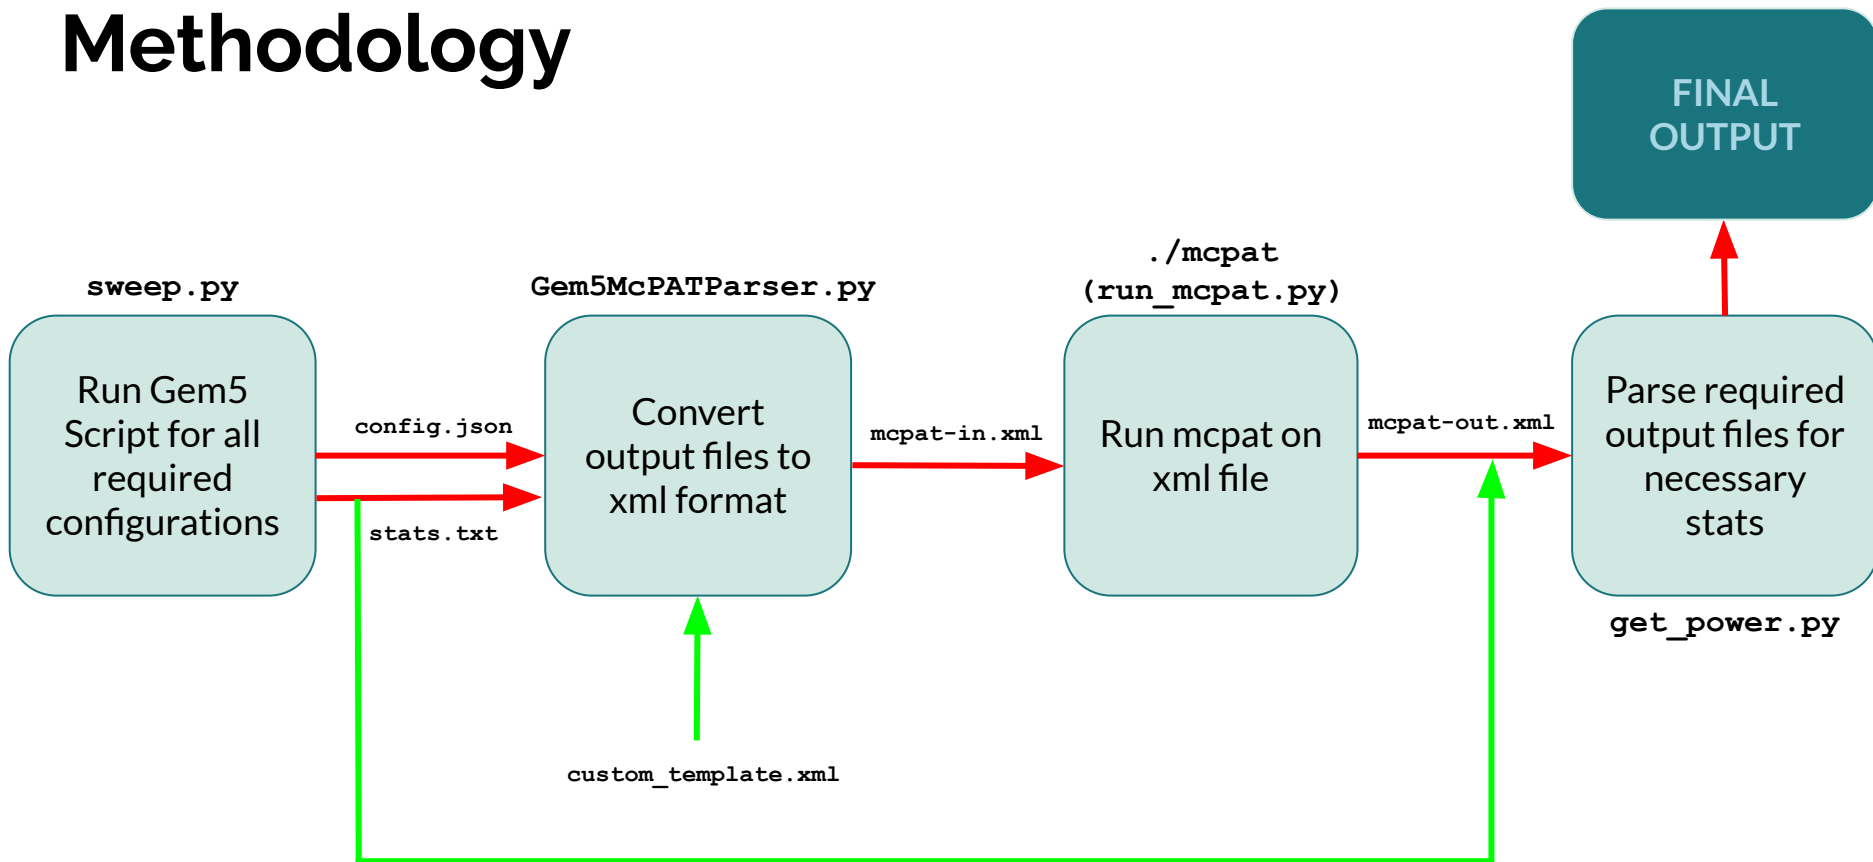 Methodology
FINAL
OUTPUT
sweep.py
Run Gem5
Script for all
required
configurations
config.json
stats.txt
Gem5McPATParser.py
Convert
output files to
xml format
custom_template.xml
mcpat-in.xml
./mcpat
(run_mcpat.py)
Run mcpat on
xml file
mcpat-out.xml
Parse required
output files for
necessary
stats
get_power.py